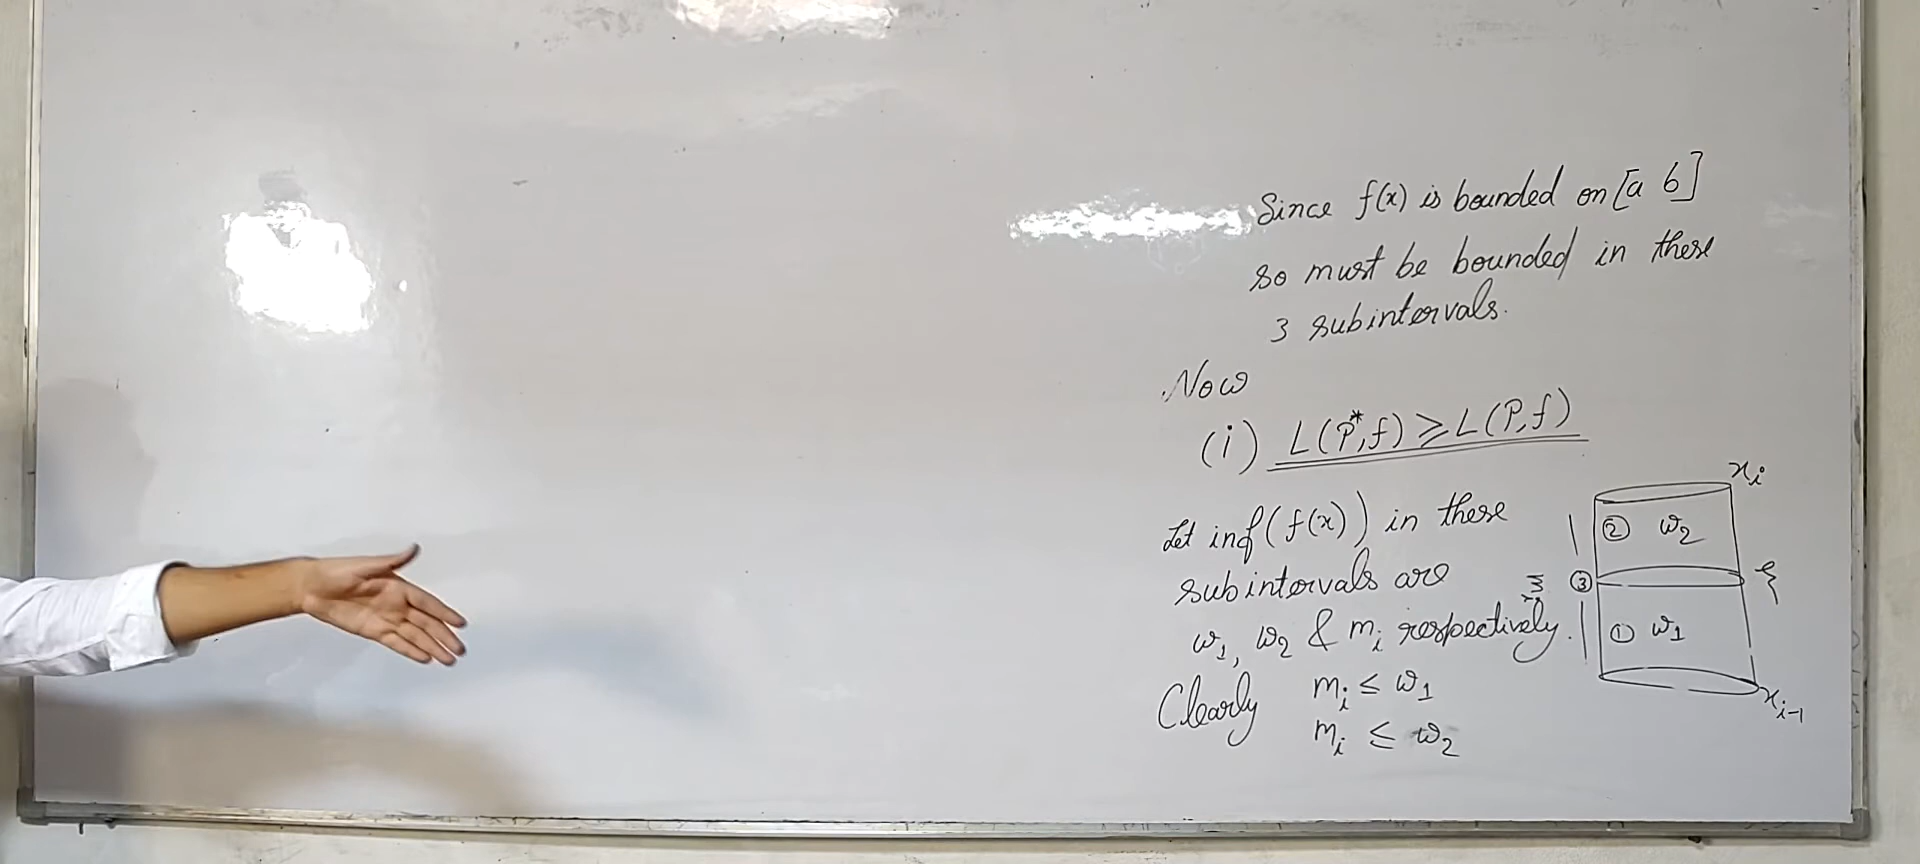 Since f(x) is bounded on [a b]
so must be bounded in these
3 subintervals.
Now
(i) L(P*,f) ⩾ L(P,f)
Let inf(f(x)) in these
subintervals are
w₁, w₂ & mᵢ respectively.
Clearly mᵢ ≤ w₁
mᵢ ≤ w₂
xᵢ
② w₂
③ ξ
① w₁
xᵢ₋₁